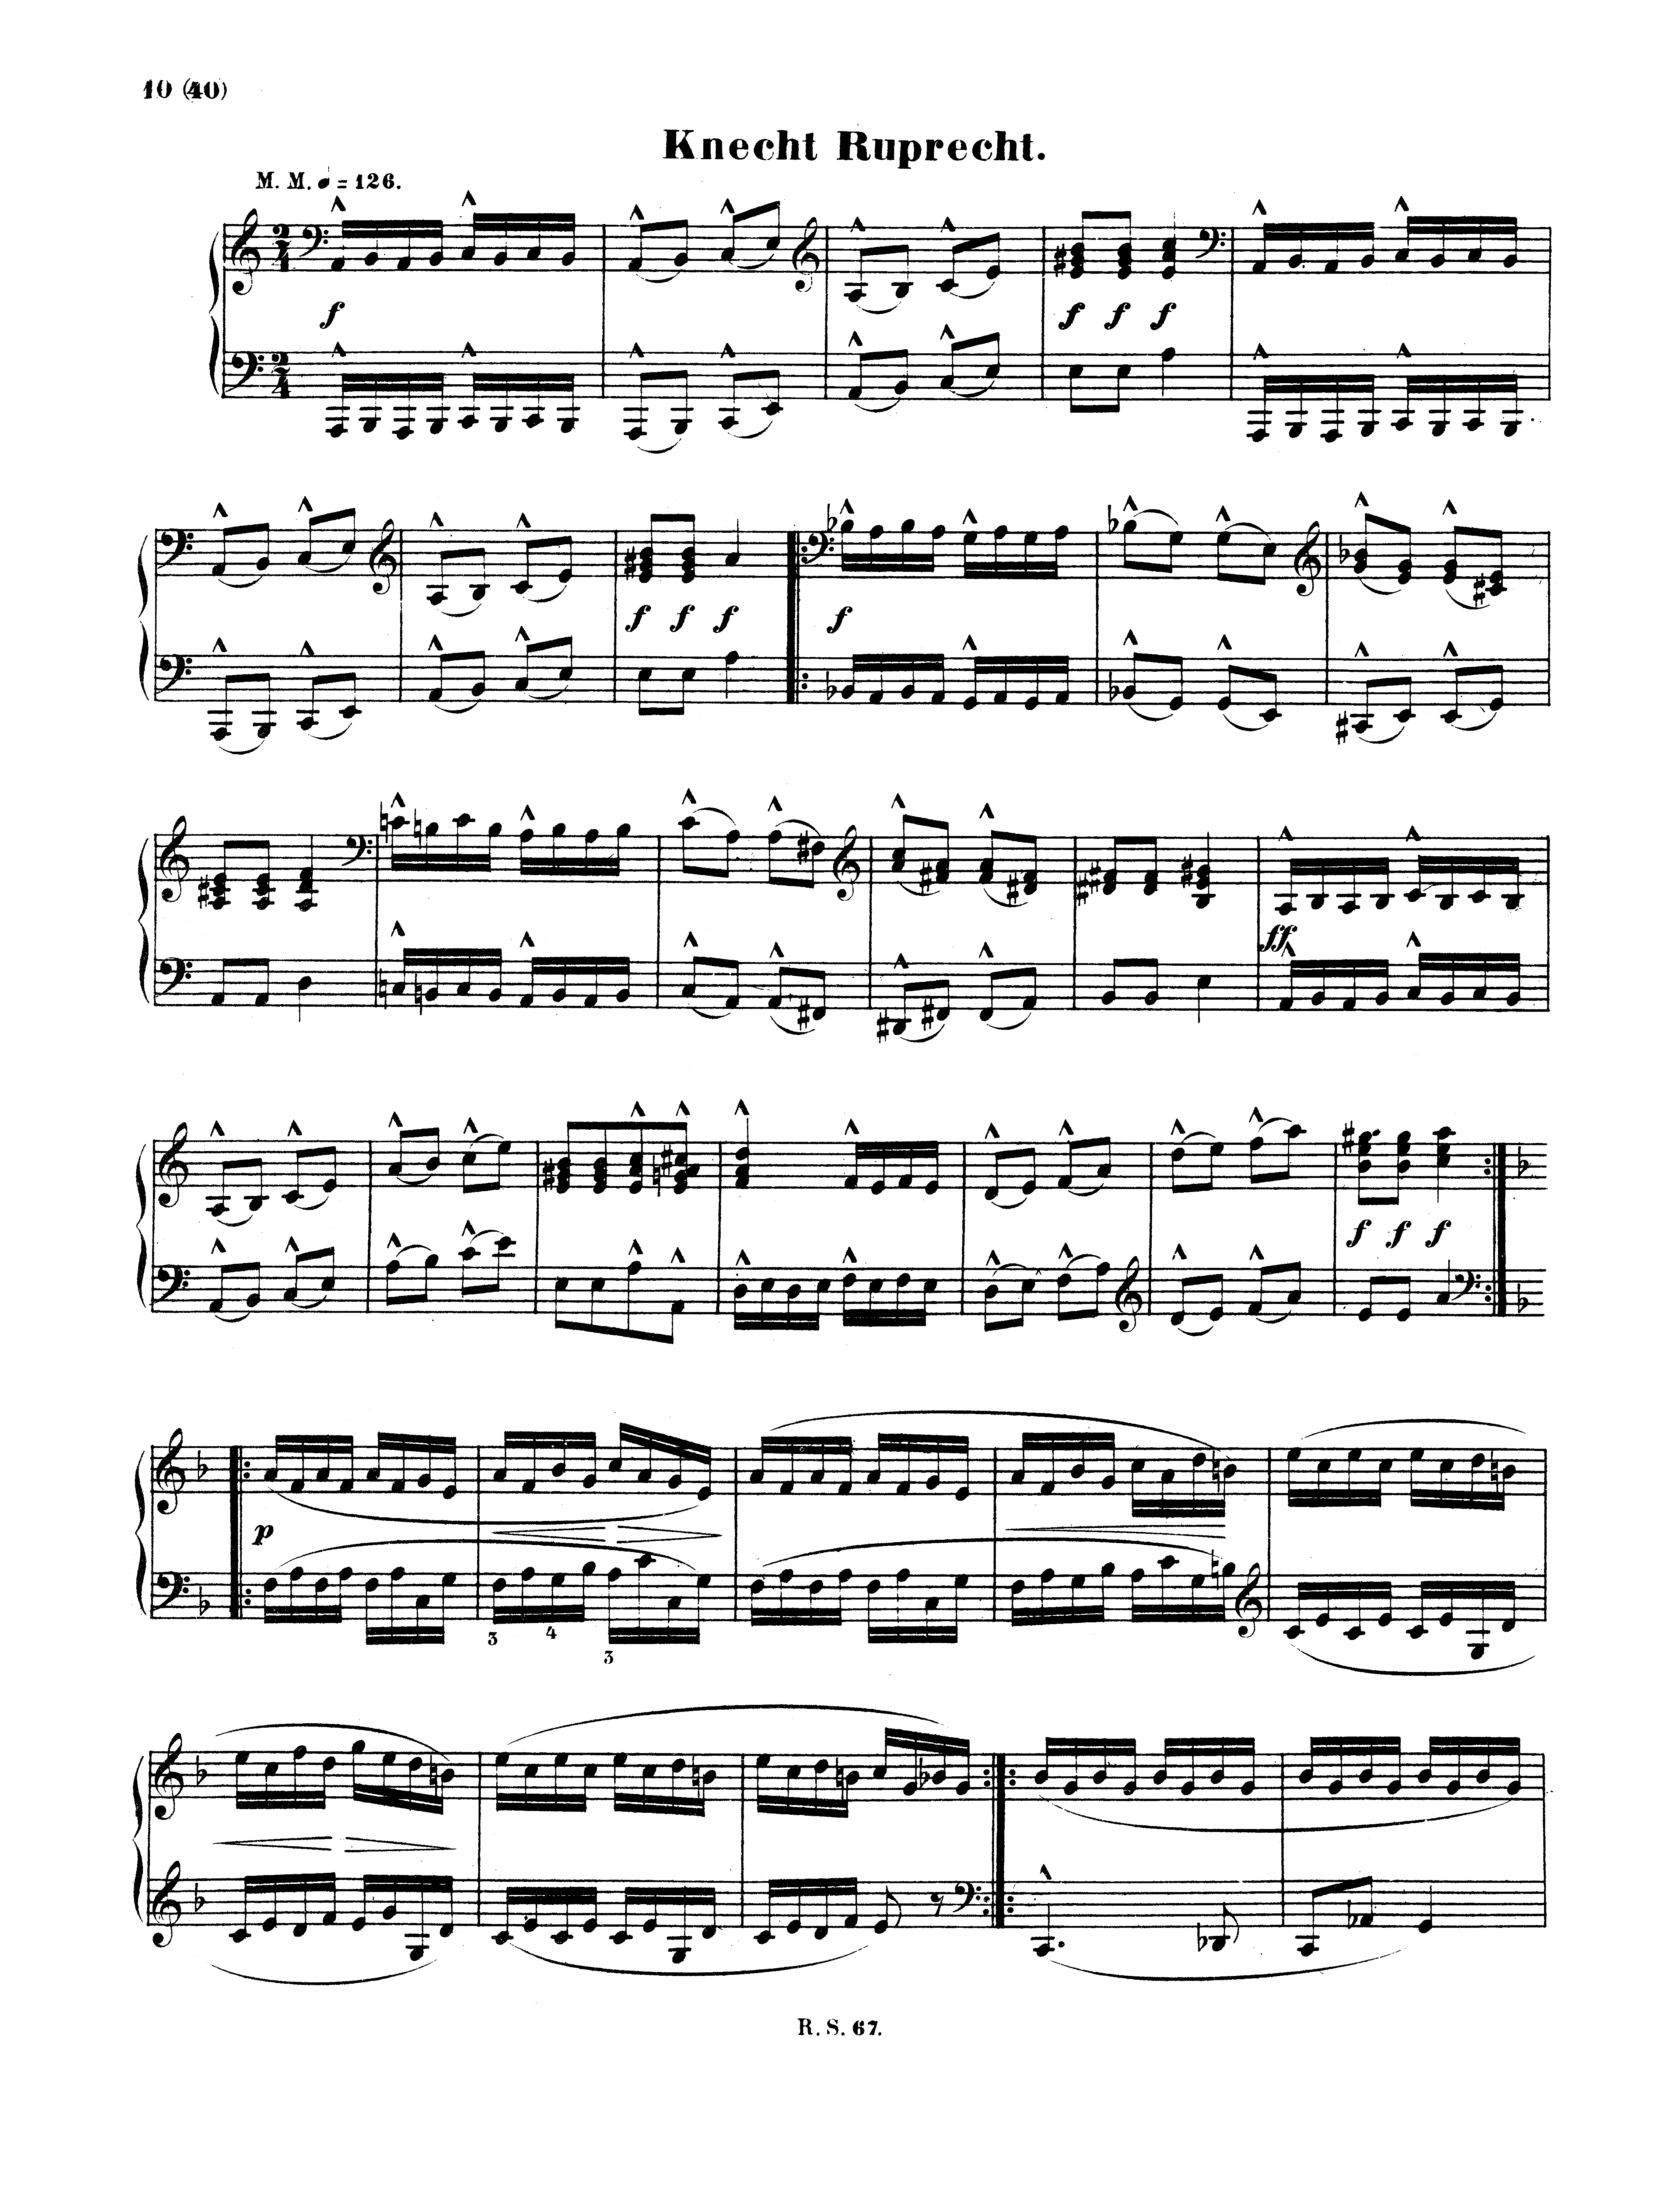 10 (40)
Knecht Ruprecht.
M. M. ♩ = 126.
f
f f f
f f f
f
ff
f f f
p
3 4
3
R. S. 67.